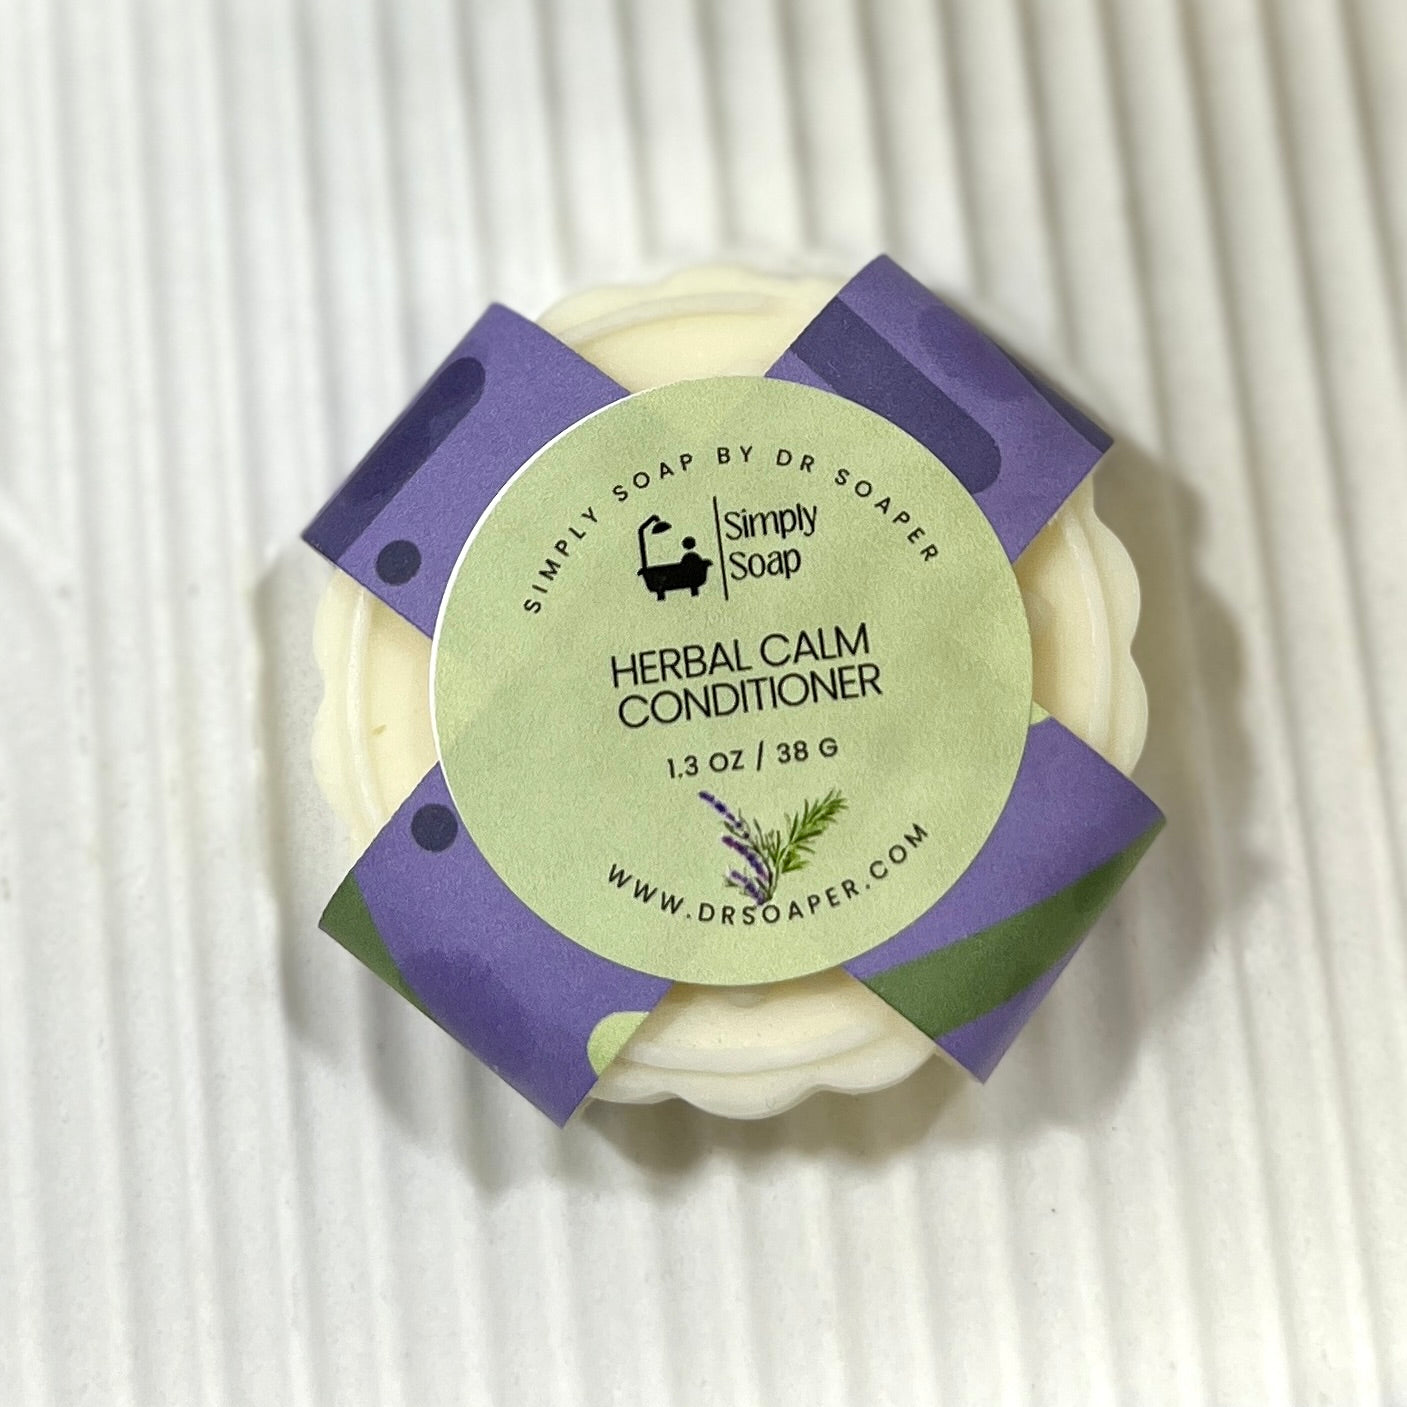 SIMPLY SOAP BY DR SOAPER
Simply
Soap
HERBAL CALM
CONDITIONER
1.3 OZ / 38 G
WWW.DRSOAPER.COM